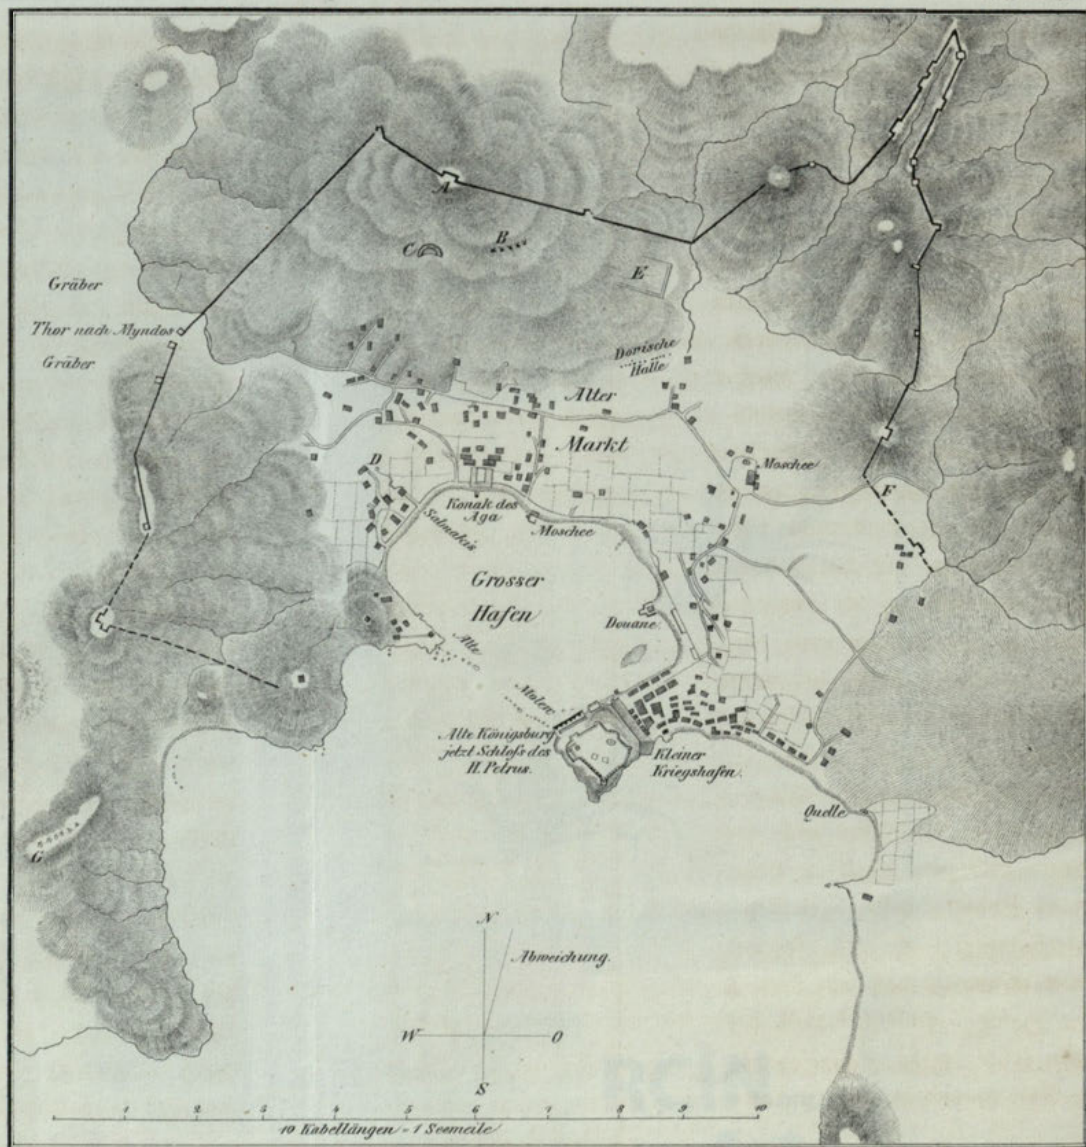 A
C
B
E
Gräber
Thor nach Myndos
Gräber
Dorische
Halle
Alter
Markt
Moschee
D
F
Konak des
Aga
Salmakis
Moschee
Grosser
Hafen
Douane
Alte
Molen
Alte Königsburg
jetzt Schloſs des
H. Petrus.
Kleiner
Kriegshafen.
Quelle
G
N
Abweichung.
W
O
S
1 2 3 4 5 6 7 8 9 10
10 Kabellängen = 1 Seemeile